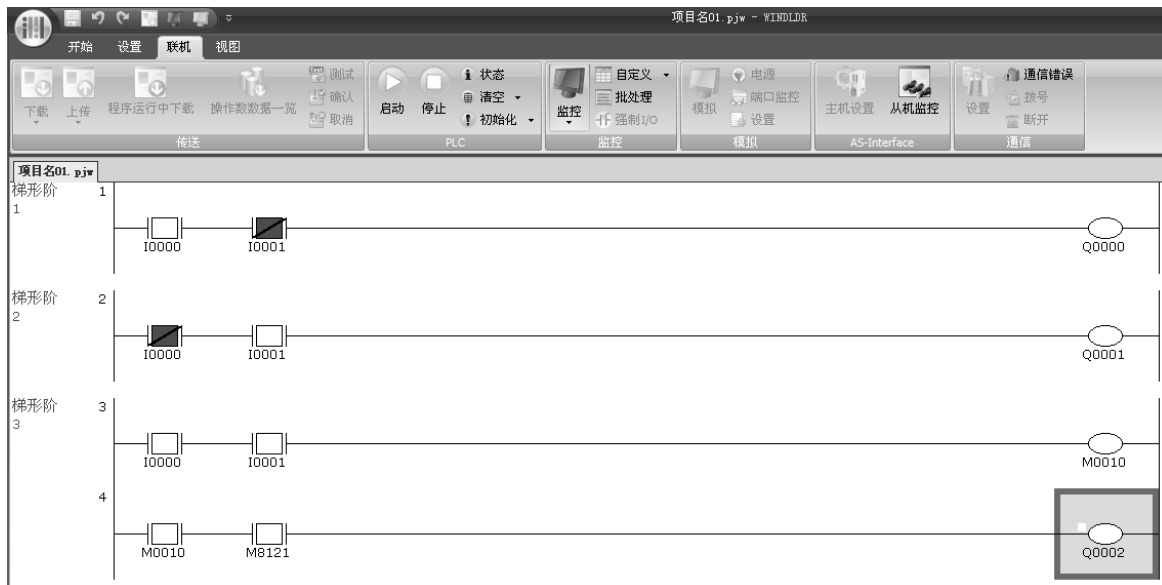 项目名01.pjw - WINDLDR
开始 设置 联机 视图
下载 上传 程序运行中下载 操作数数据一览 测试 确认 取消
传送
启动 停止 状态 清空 初始化
PLC
监控 自定义 批处理 强制I/O
监控
模拟 电源 端口监控 设置
模拟
主机设置 从机监控
AS-Interface
设置 通信错误 拨号 断开
通信
项目名01.pjw
梯形阶 1
1
I0000 I0001 Q0000
梯形阶 2
2
I0000 I0001 Q0001
梯形阶 3
3
I0000 I0001 M0010
4
M0010 M8121 Q0002